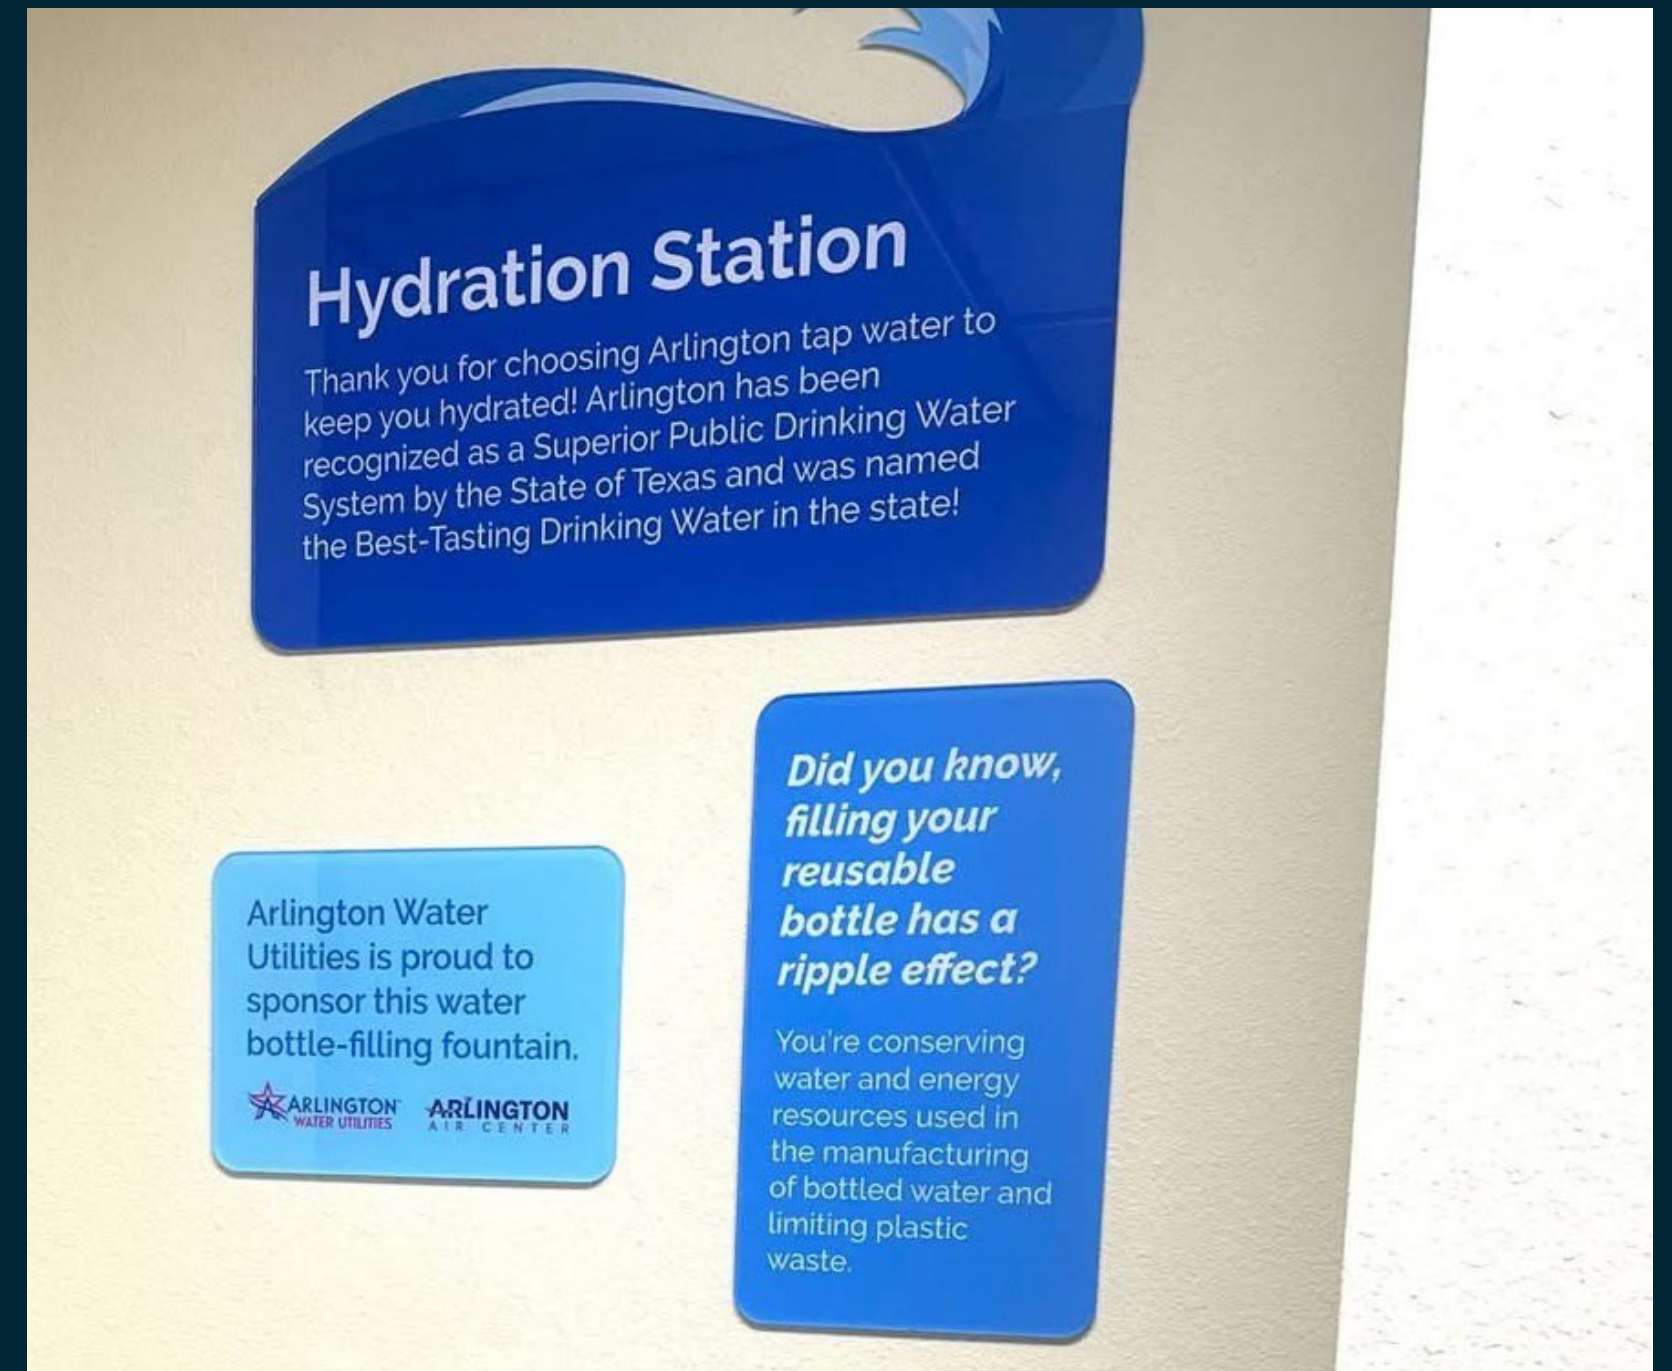 Hydration Station
Thank you for choosing Arlington tap water to
keep you hydrated! Arlington has been
recognized as a Superior Public Drinking Water
System by the State of Texas and was named
the Best-Tasting Drinking Water in the state!
Arlington Water
Utilities is proud to
sponsor this water
bottle-filling fountain.
ARLINGTON
WATER UTILITIES
ARLINGTON
AIR CENTER
Did you know,
filling your
reusable
bottle has a
ripple effect?
You're conserving
water and energy
resources used in
the manufacturing
of bottled water and
limiting plastic
waste.